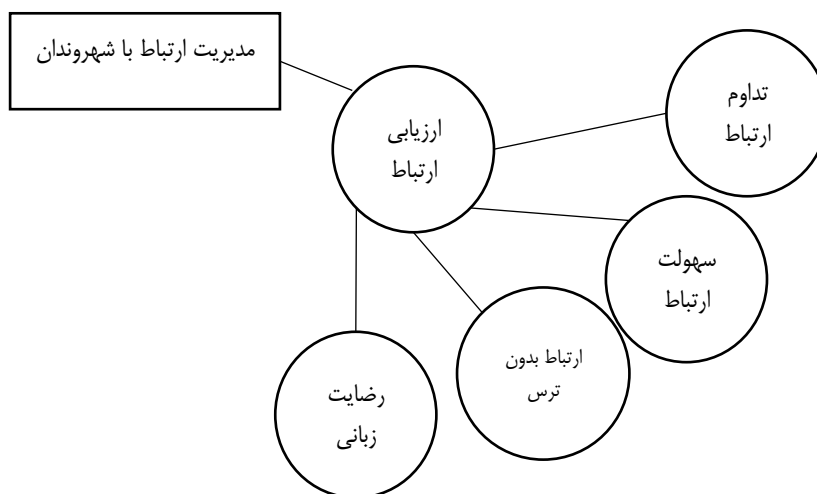 مدیریت ارتباط با شهروندان
ارزیابی
ارتباط
تداوم
ارتباط
سهولت
ارتباط
ارتباط بدون
ترس
رضایت
زبانی